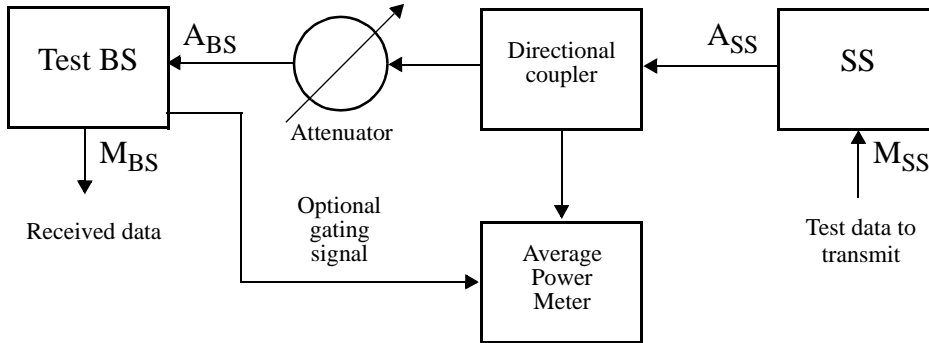 Test BS
A_BS
Attenuator
Directional
coupler
A_SS
SS
M_BS
Received data
M_SS
Test data to
transmit
Optional
gating
signal
Average
Power
Meter